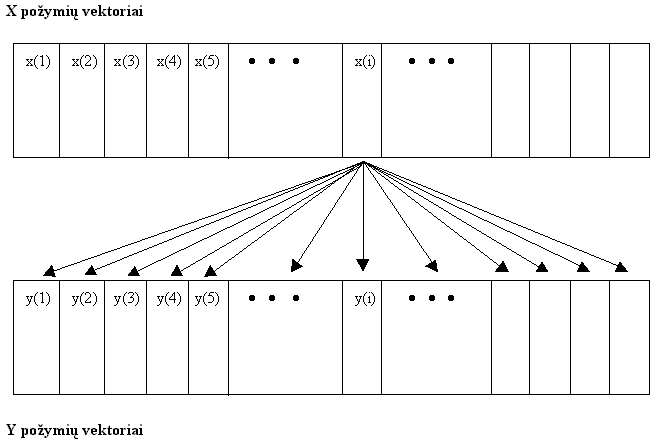 X požymių vektoriai
x(1) x(2) x(3) x(4) x(5) • • • x(i) • • •
y(1) y(2) y(3) y(4) y(5) • • • y(i) • • •
Y požymių vektoriai